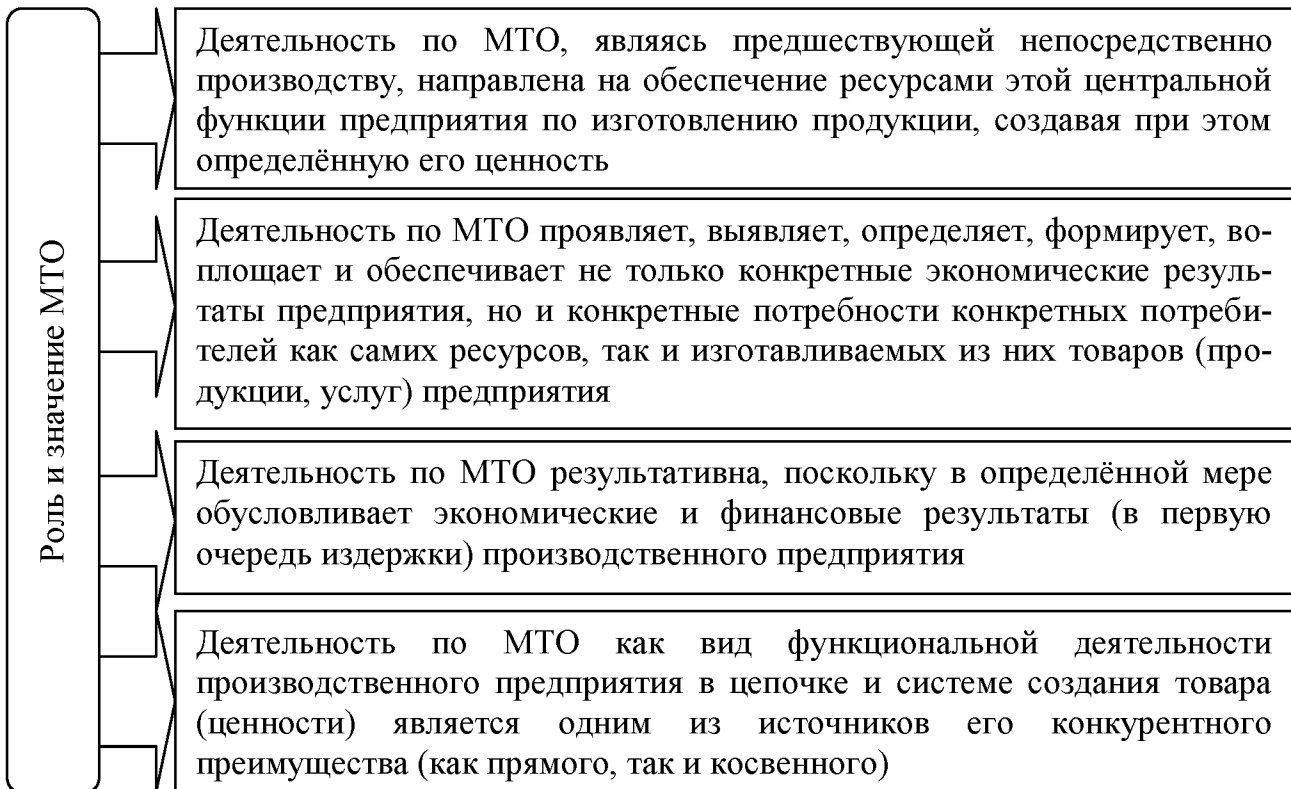 Роль и значение МТО
Деятельность по МТО, являясь предшествующей непосредственно
производству, направлена на обеспечение ресурсами этой центральной
функции предприятия по изготовлению продукции, создавая при этом
определённую его ценность
Деятельность по МТО проявляет, выявляет, определяет, формирует, во-
площает и обеспечивает не только конкретные экономические резуль-
таты предприятия, но и конкретные потребности конкретных потреби-
телей как самих ресурсов, так и изготавливаемых из них товаров (про-
дукции, услуг) предприятия
Деятельность по МТО результативна, поскольку в определённой мере
обусловливает экономические и финансовые результаты (в первую
очередь издержки) производственного предприятия
Деятельность по МТО как вид функциональной деятельности
производственного предприятия в цепочке и системе создания товара
(ценности) является одним из источников его конкурентного
преимущества (как прямого, так и косвенного)